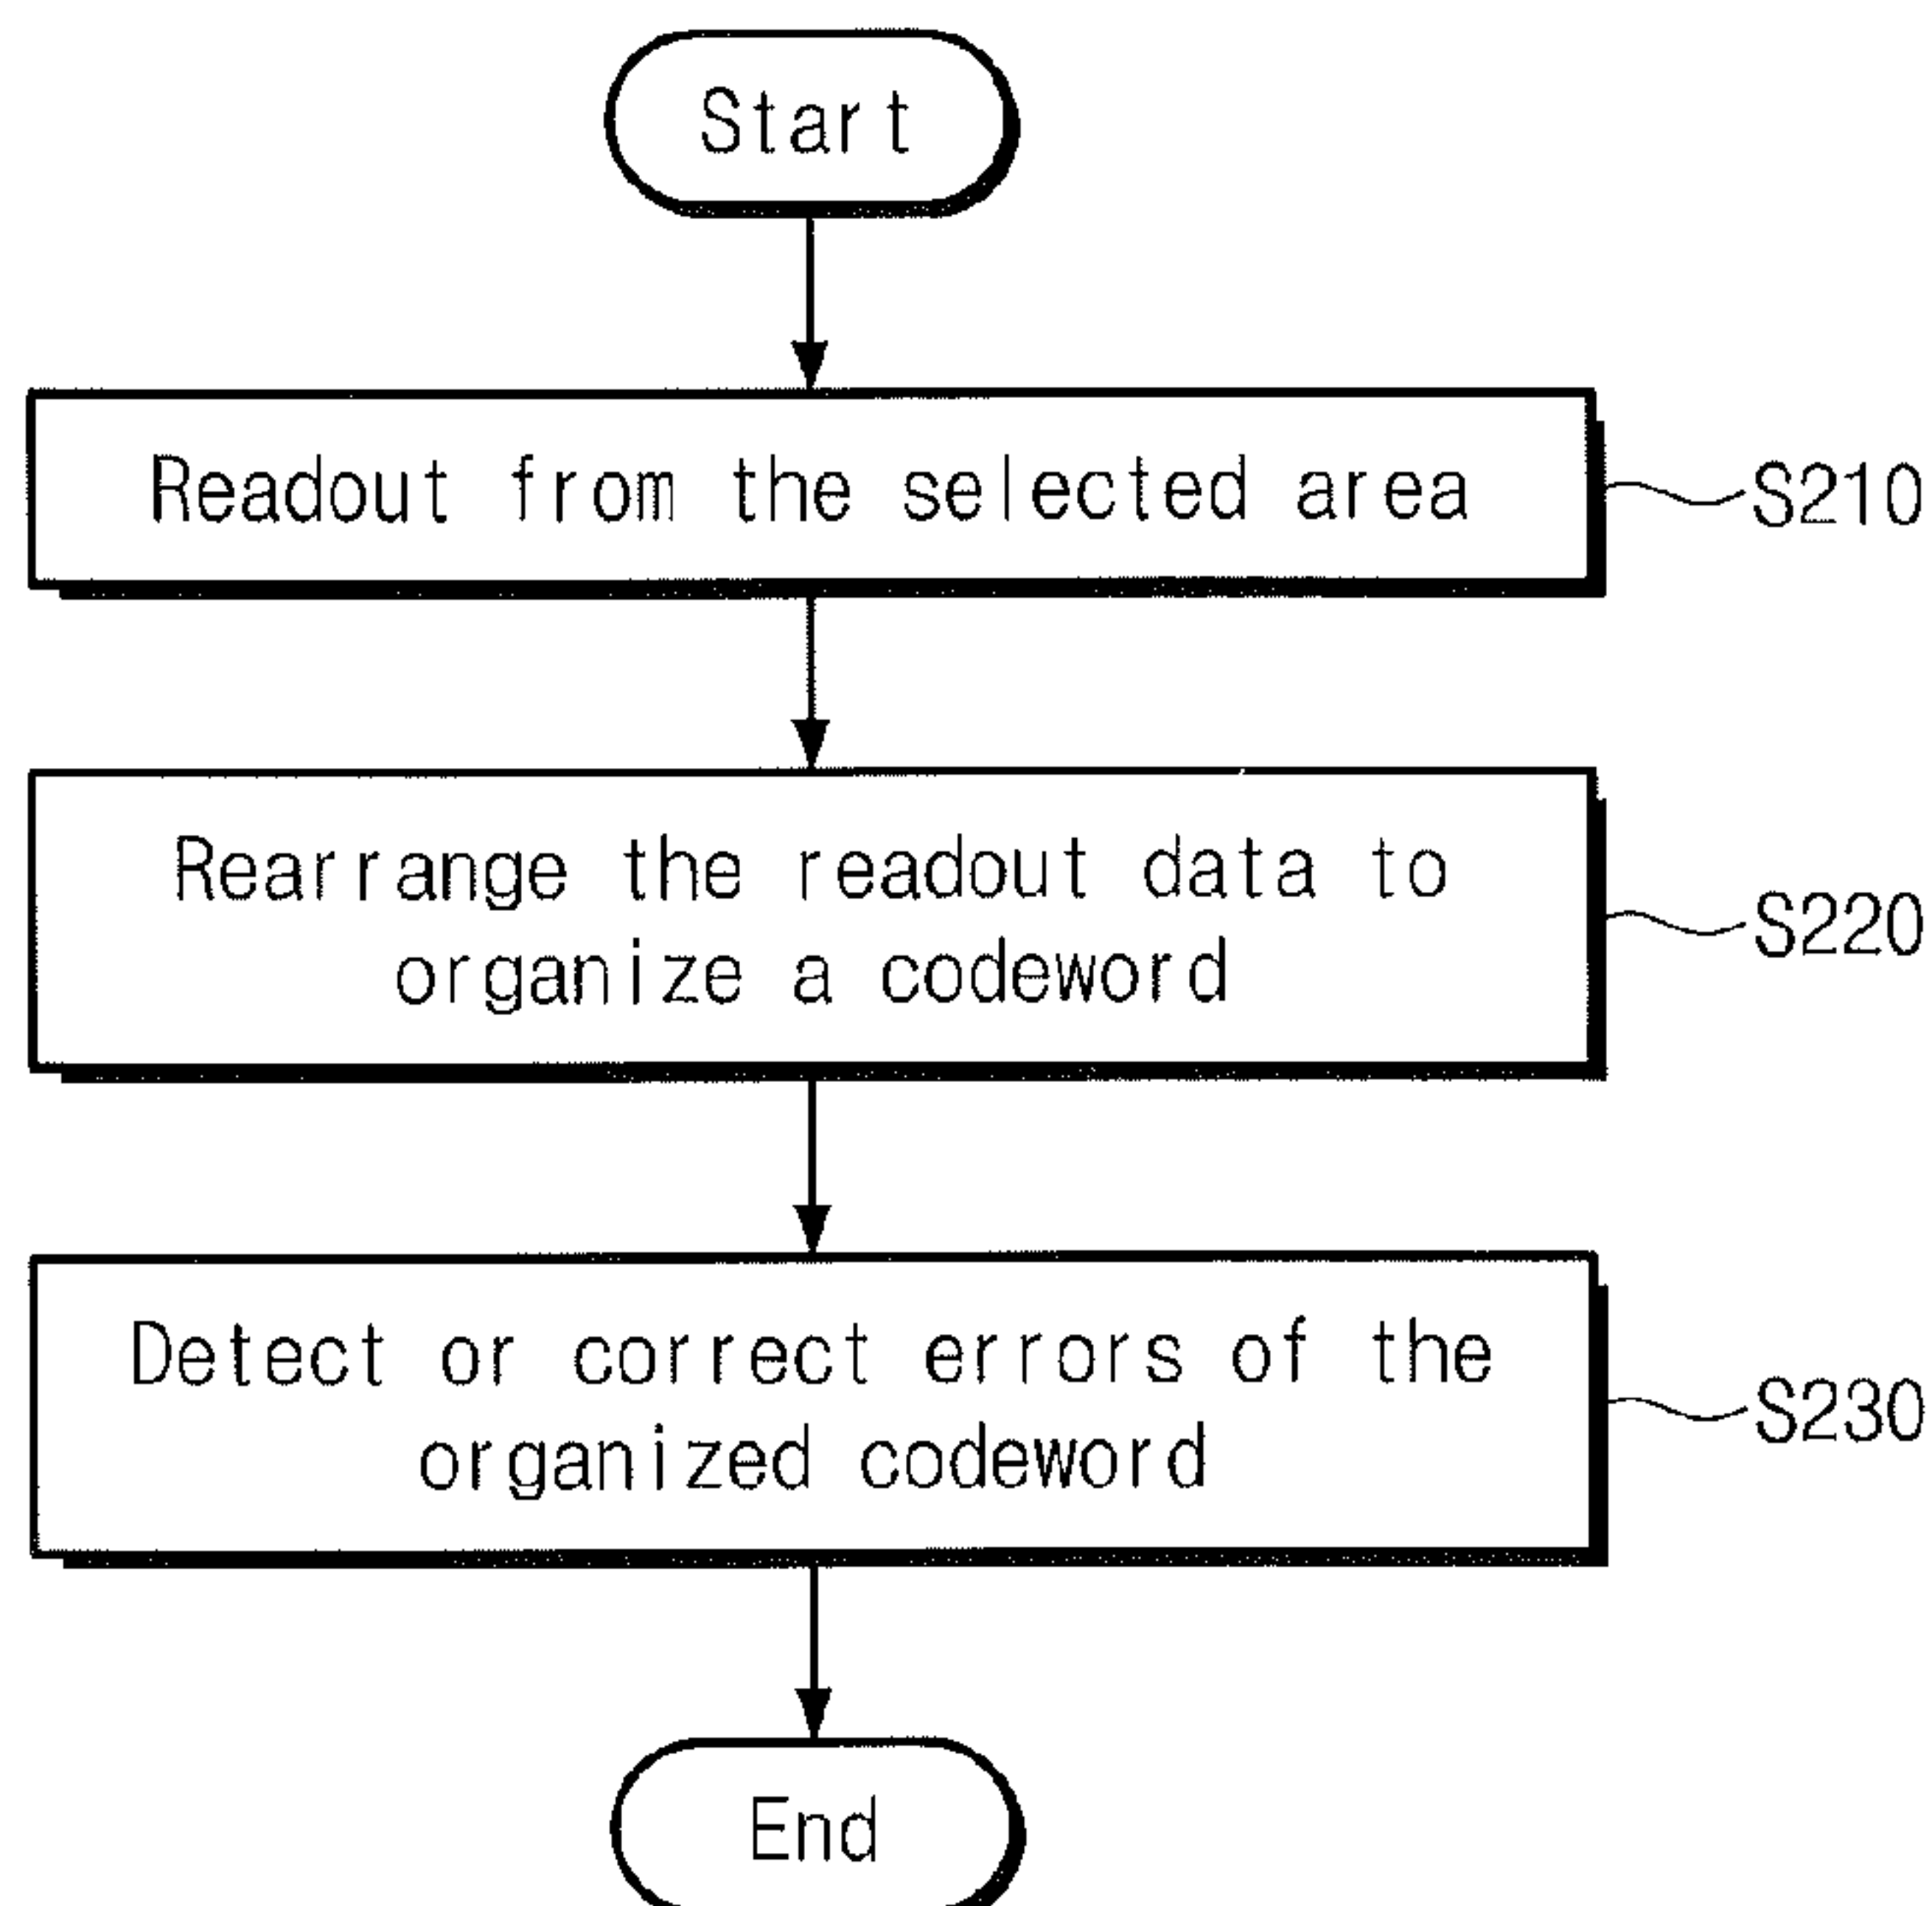 Start
Readout from the selected area
S210
Rearrange the readout data to
organize a codeword
S220
Detect or correct errors of the
organized codeword
S230
End